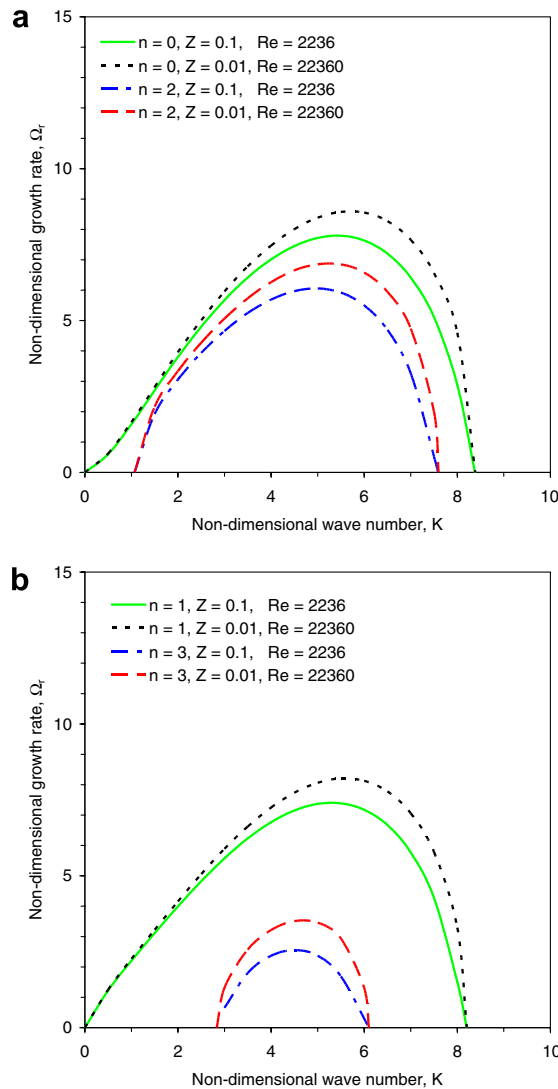 a
15
n = 0, Z = 0.1, Re = 2236
n = 0, Z = 0.01, Re = 22360
n = 2, Z = 0.1, Re = 2236
n = 2, Z = 0.01, Re = 22360
10
5
0
Non-dimensional growth rate, Ωr
0 2 4 6 8 10
Non-dimensional wave number, K
b
15
n = 1, Z = 0.1, Re = 2236
n = 1, Z = 0.01, Re = 22360
n = 3, Z = 0.1, Re = 2236
n = 3, Z = 0.01, Re = 22360
10
5
0
Non-dimensional growth rate, Ωr
0 2 4 6 8 10
Non-dimensional wave number, K